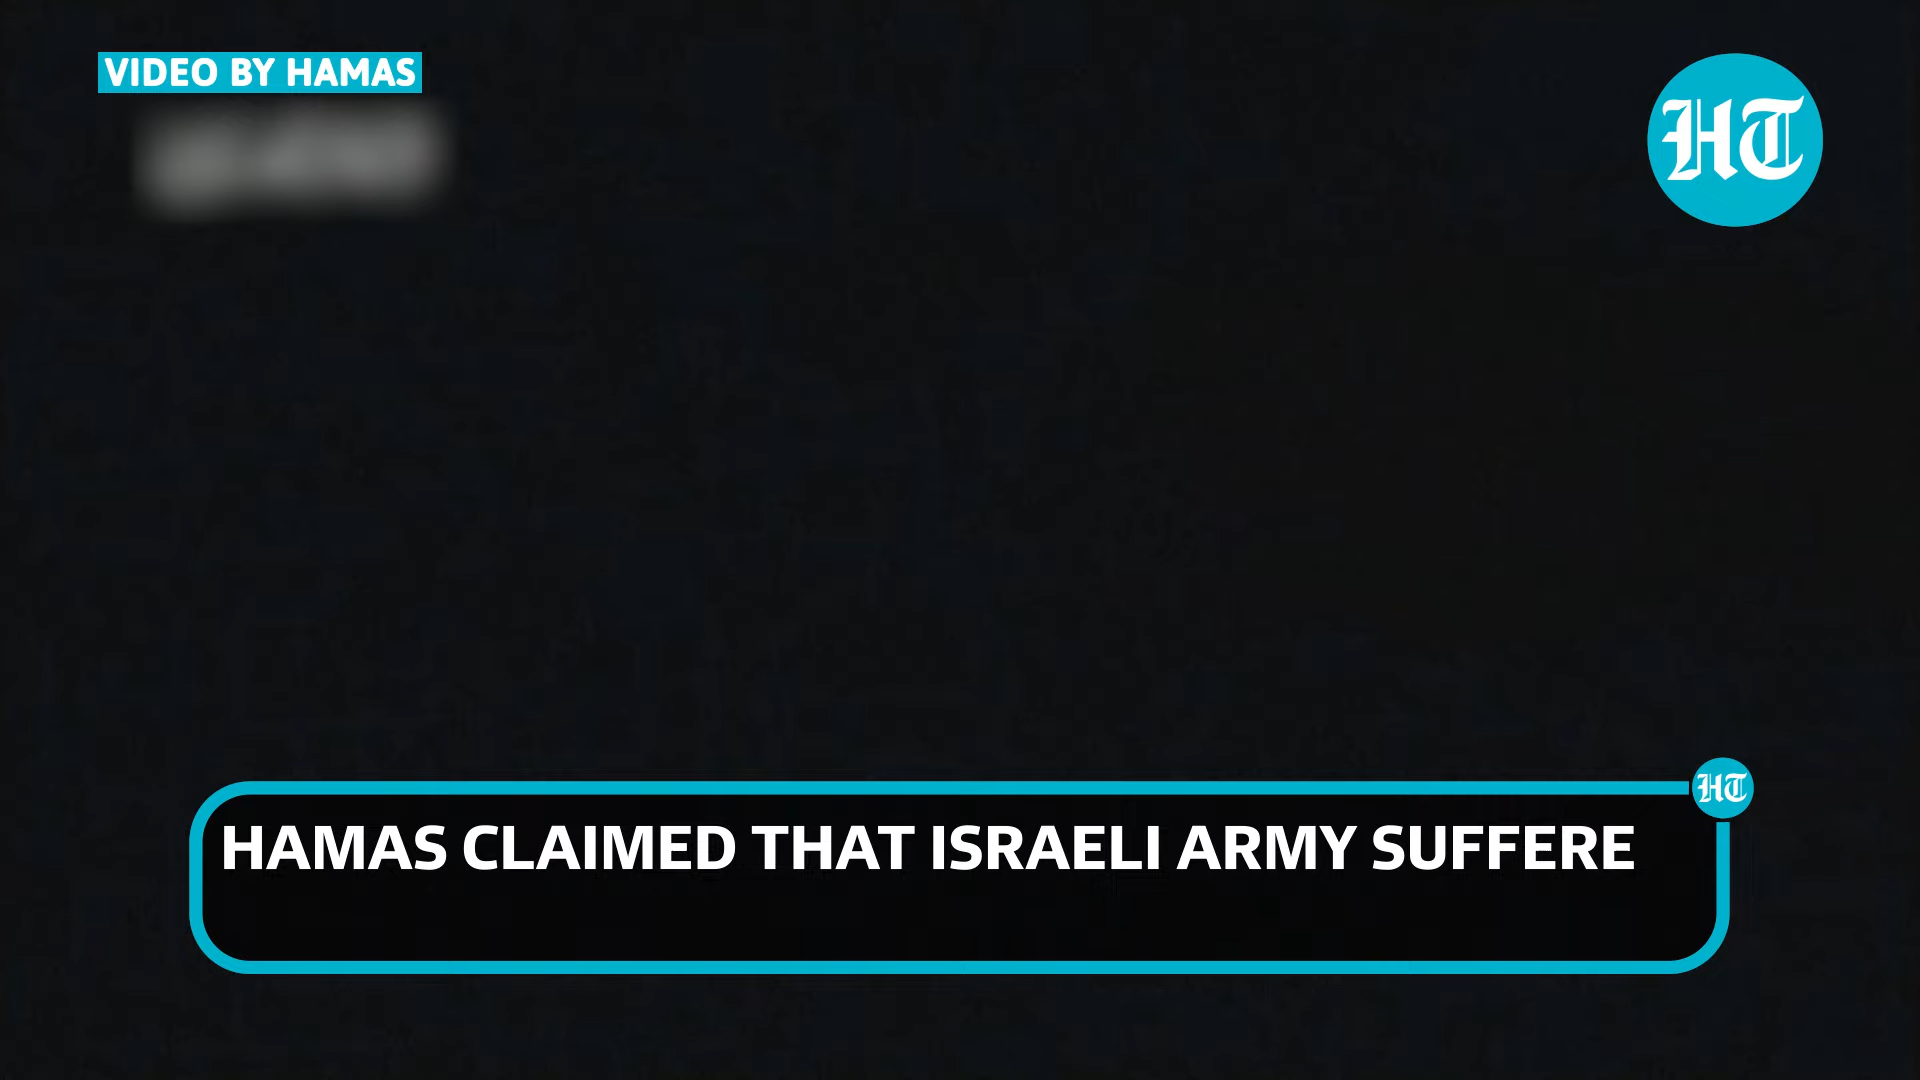 VIDEO BY HAMAS
HT
HT
HAMAS CLAIMED THAT ISRAELI ARMY SUFFERE